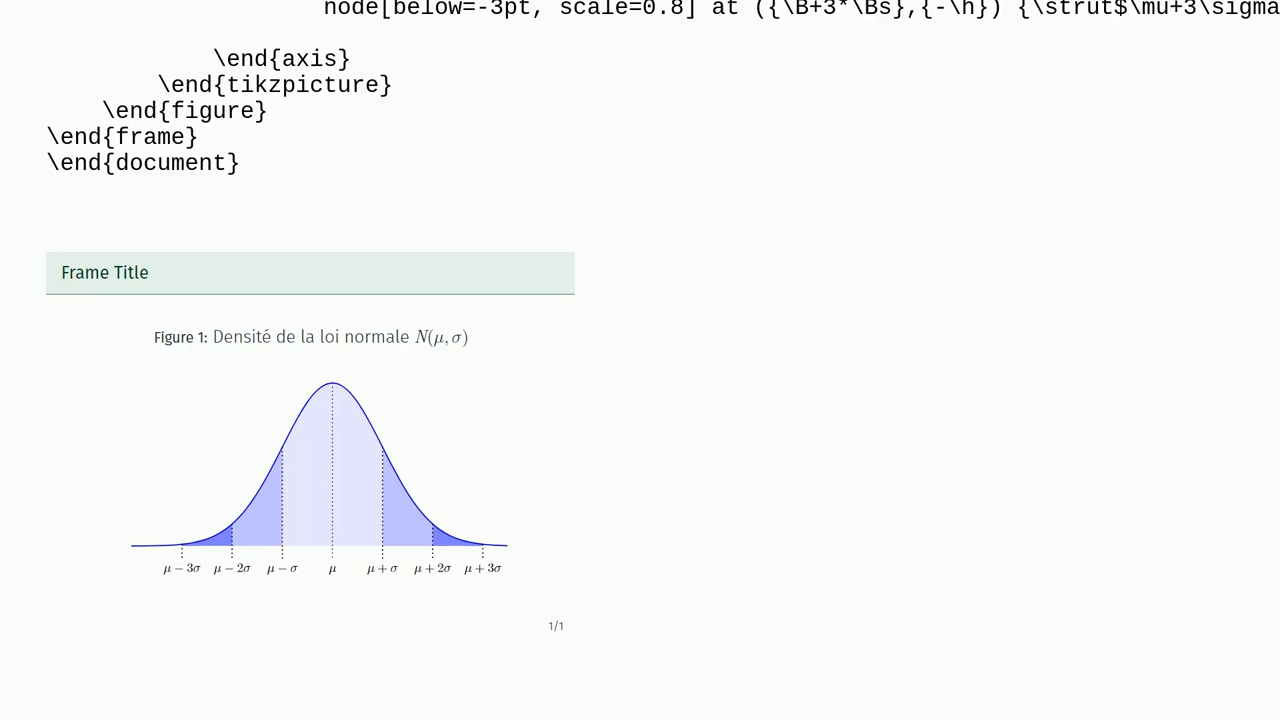 node[below=-3pt, scale=0.8] at ({\B+3*\Bs},{-\h}) {\strut$\mu+3\sigma
\end{axis}
\end{tikzpicture}
\end{figure}
\end{frame}
\end{document}
Frame Title
Figure 1: Densité de la loi normale N(μ, σ)
μ − 3σ μ − 2σ μ − σ μ μ + σ μ + 2σ μ + 3σ
1/1